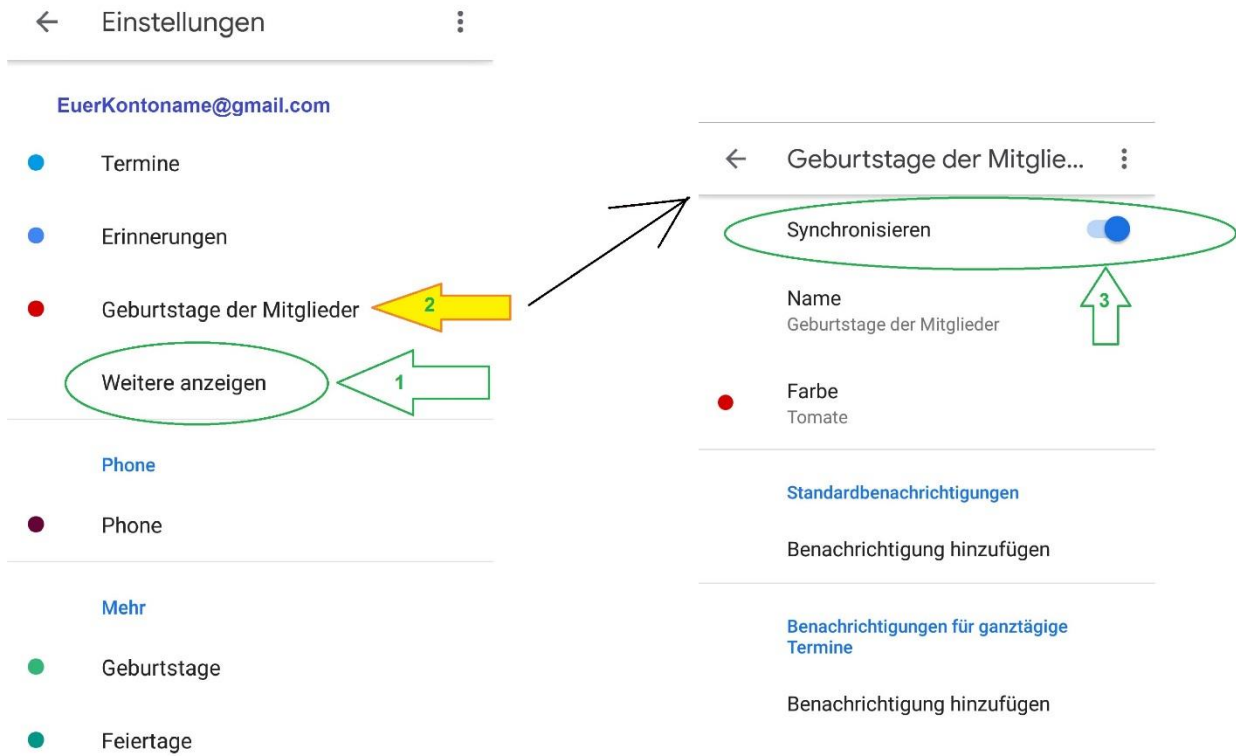 Einstellungen
EuerKontoname@gmail.com
Termine
Erinnerungen
Geburtstage der Mitglieder
2
Weitere anzeigen
1
Phone
Phone
Mehr
Geburtstage
Feiertage
Geburtstage der Mitglie...
Synchronisieren
3
Name
Geburtstage der Mitglieder
Farbe
Tomate
Standardbenachrichtigungen
Benachrichtigung hinzufügen
Benachrichtigungen für ganztägige
Termine
Benachrichtigung hinzufügen